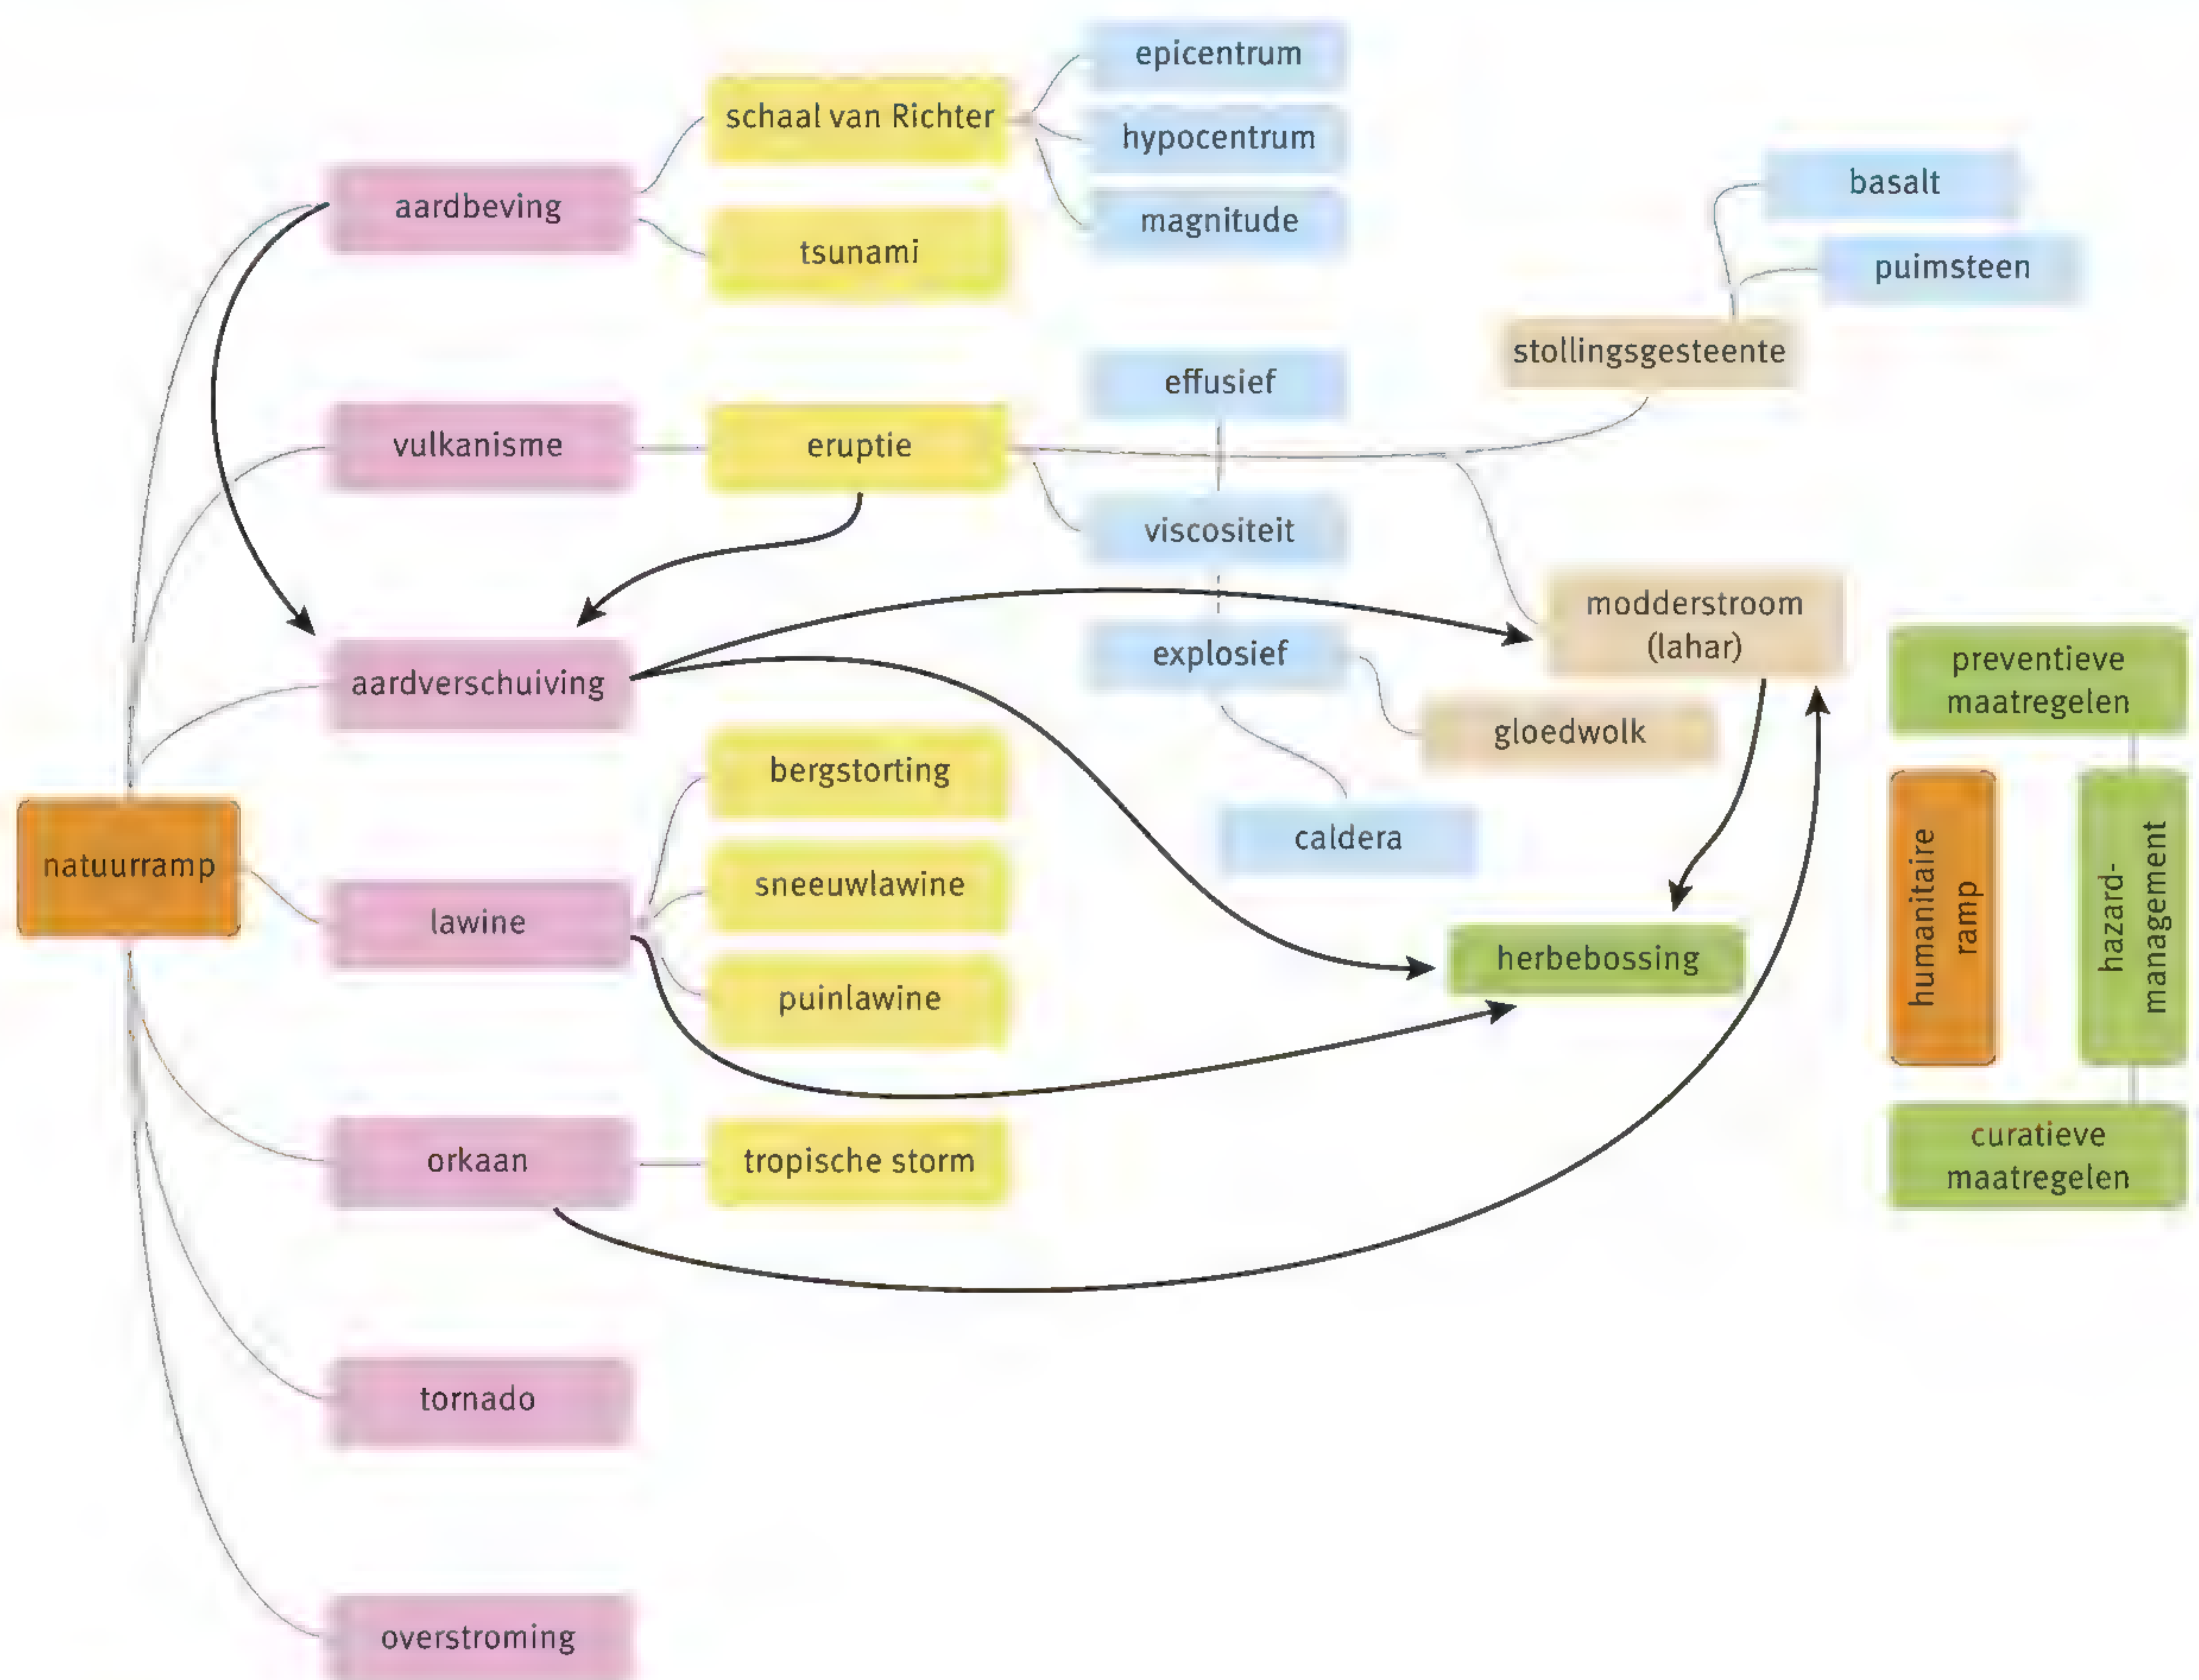 epicentrum
schaal van Richter
hypocentrum
magnitude
aardbeving
tsunami
basalt
puimsteen
stollingsgesteente
effusief
vulkanisme
eruptie
viscositeit
modderstroom
(lahar)
explosief
aardverschuiving
gloedwolk
preventieve
maatregelen
bergstorting
caldera
natuurramp
sneeuwlawine
lawine
puinlawine
herbebossing
humanitaire
ramp
hazard-
management
orkaan
tropische storm
curatieve
maatregelen
tornado
overstroming